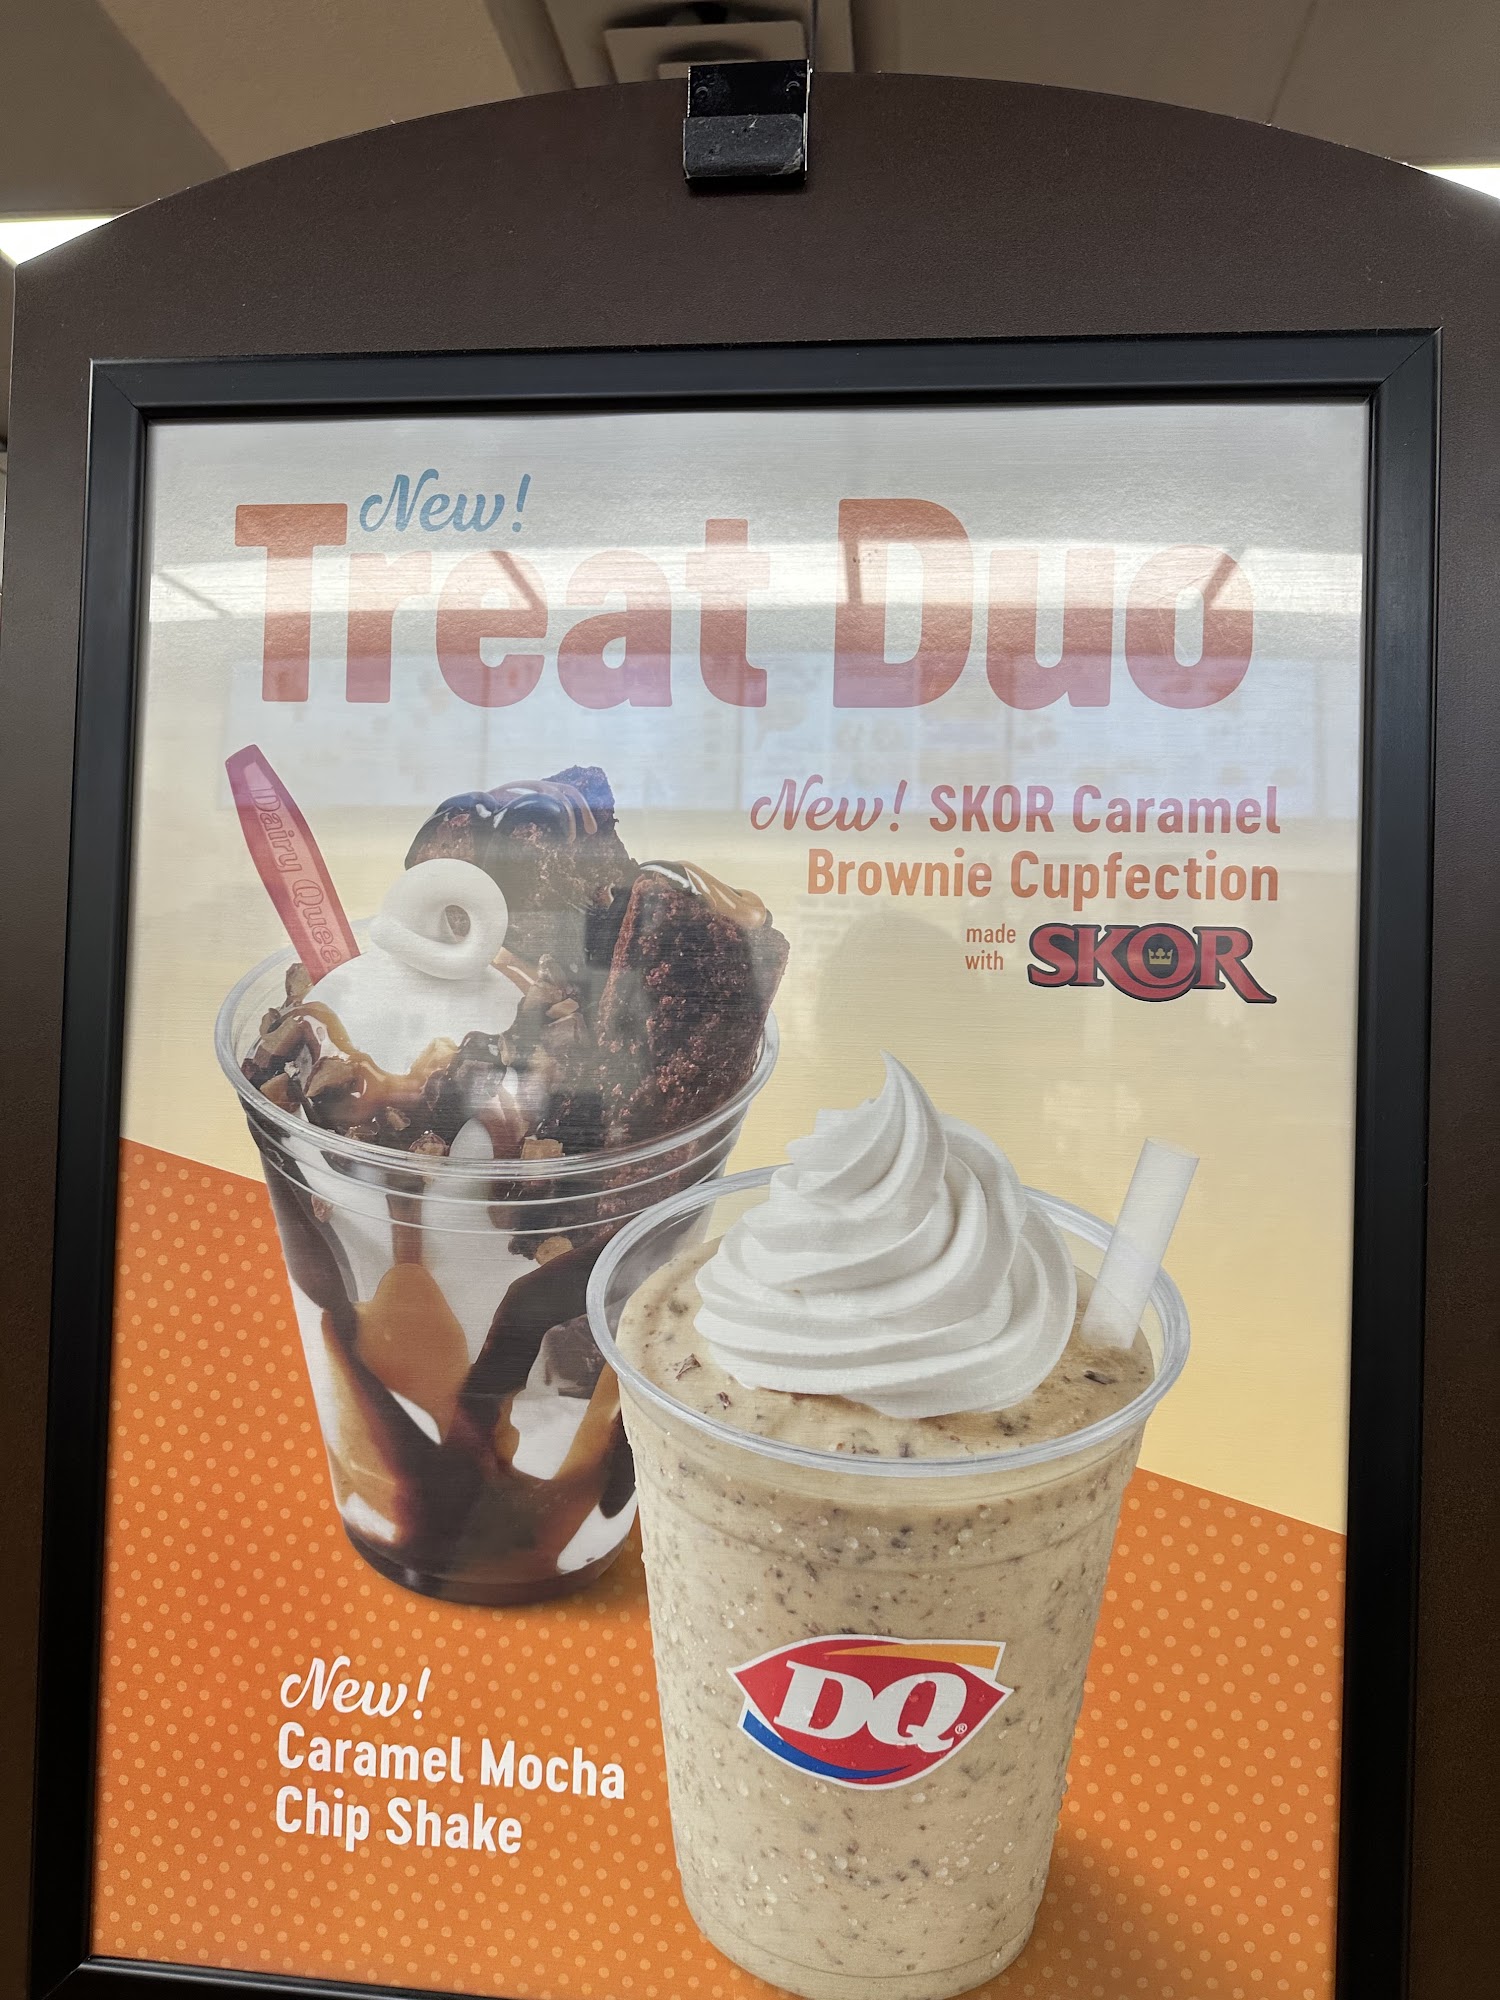 New!
Treat Duo
New! SKOR Caramel
Brownie Cupfection
made
with
SKOR
Dairy Queen
New!
Caramel Mocha
Chip Shake
DQ®